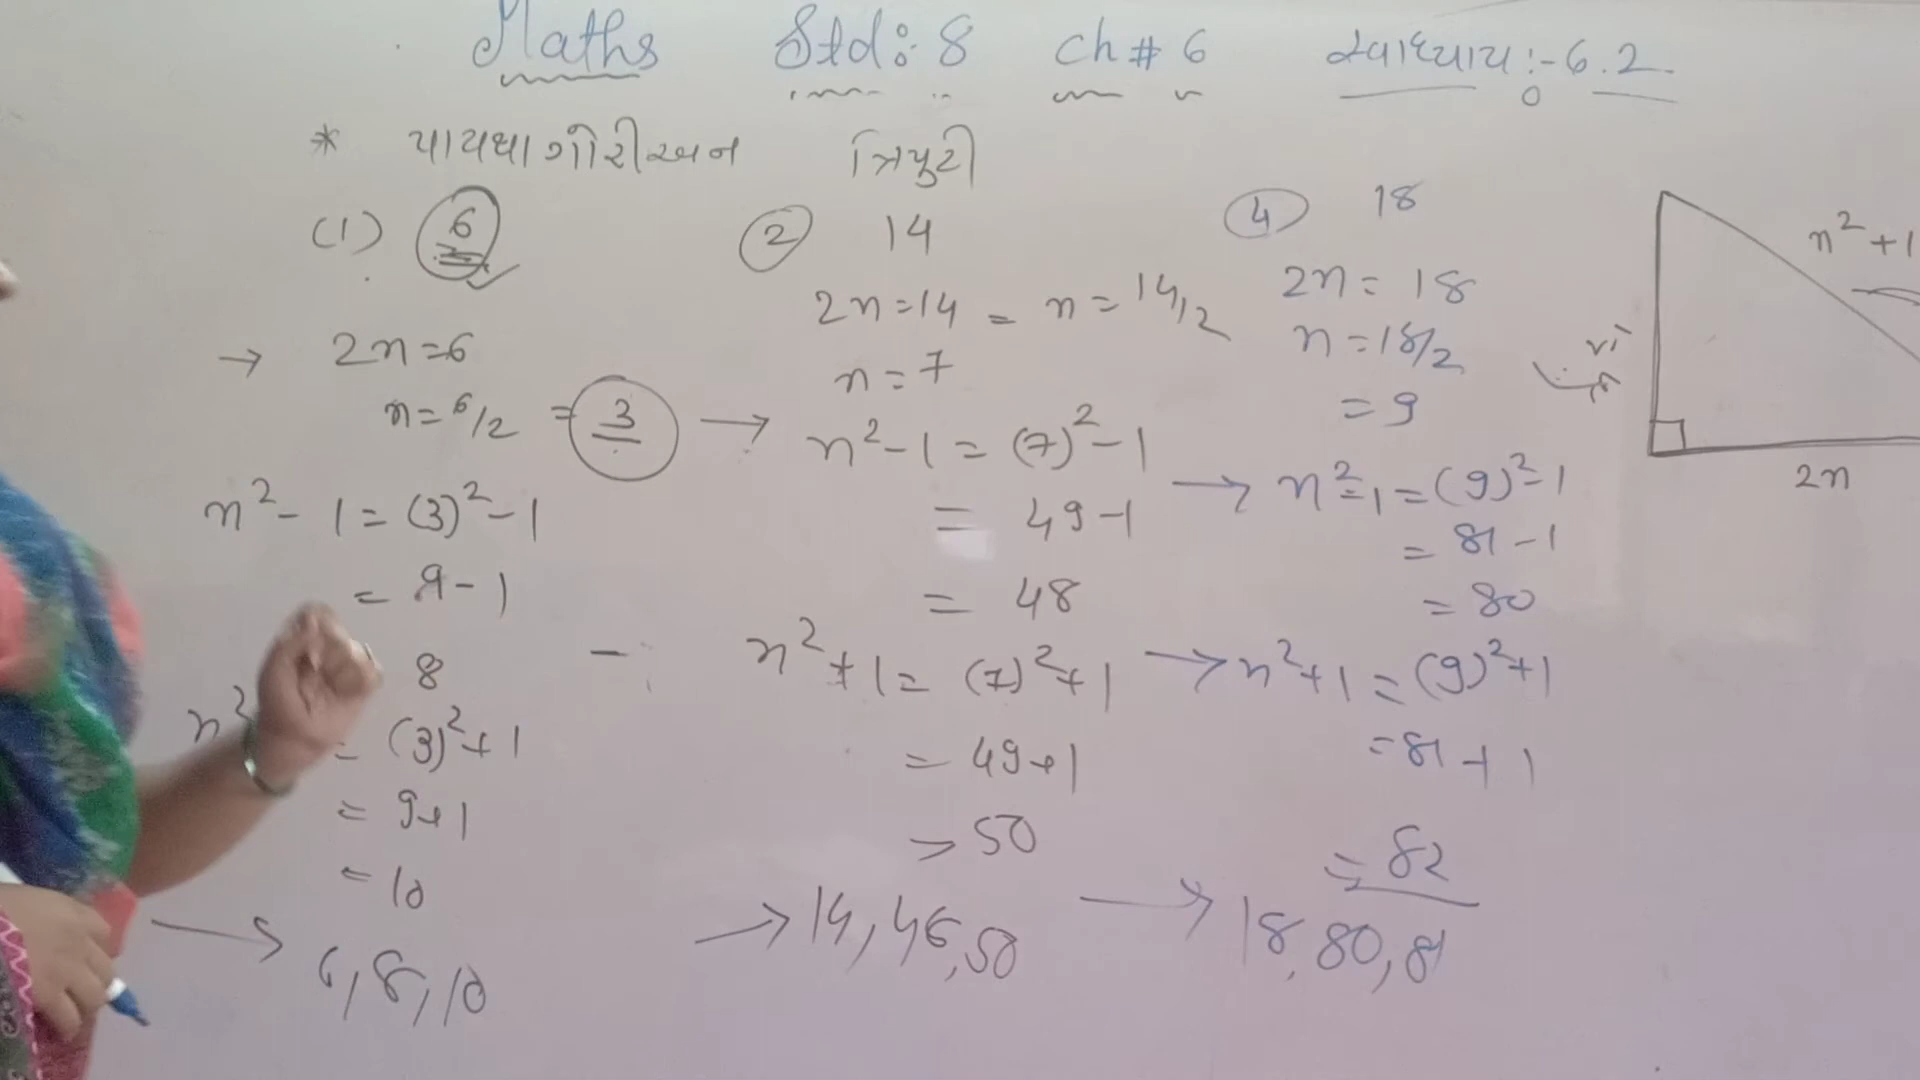 Maths Std: 8 Ch # 6 સ્વાધ્યાય :- 6.2
* પાયથાગોરીઅન ત્રિપુટી
(1) 6
→ 2n=6
n=6/2 = 3
n²-1=(3)²-1
= 9-1
8
n²
= (3)²+1
= 9+1
= 10
→ 6,8,10
2 14
2n=14 = n=14/2
n=7
→ n²-1=(7)²-1
= 49-1
= 48
n²+1=(7)²+1
= 49+1
> 50
→ 14,46,50
4 18
2n=18
n=18/2
=9
→ n²-1=(9)²-1
= 81-1
= 80
→ n²+1=(9)²+1
=81+1
= 82
→ 18,80,81
n²+1
2n